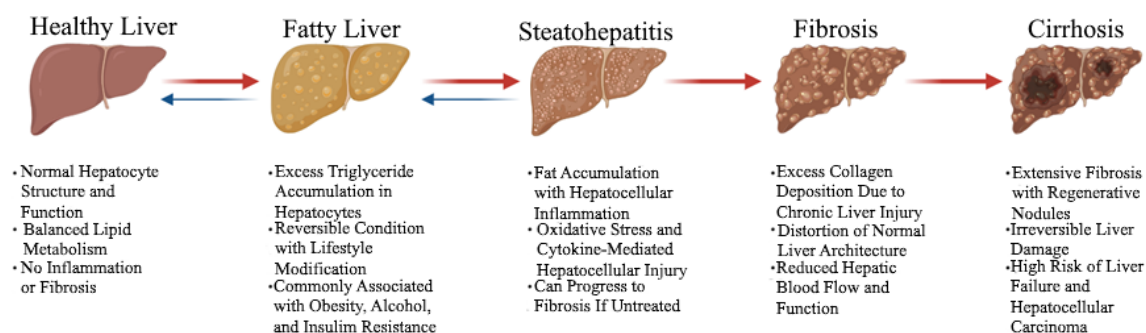 Healthy Liver
Fatty Liver
Steatohepatitis
Fibrosis
Cirrhosis
• Normal Hepatocyte
Structure and
Function
• Balanced Lipid
Metabolism
• No Inflammation
or Fibrosis
• Excess Triglyceride
Accumulation in
Hepatocytes
• Reversible Condition
with Lifestyle
Modification
• Commonly Associated
with Obesity, Alcohol,
and Insulim Resistance
• Fat Accumulation
with Hepatocellular
Inflammation
• Oxidative Stress and
Cytokine-Mediated
Hepatocellular Injury
• Can Progress to
Fibrosis If Untreated
• Excess Collagen
Deposition Due to
Chronic Liver Injury
• Distortion of Normal
Liver Architecture
• Reduced Hepatic
Blood Flow and
Function
• Extensive Fibrosis
with Regenerative
Nodules
• Irreversible Liver
Damage
• High Risk of Liver
Failure and
Hepatocellular
Carcinoma